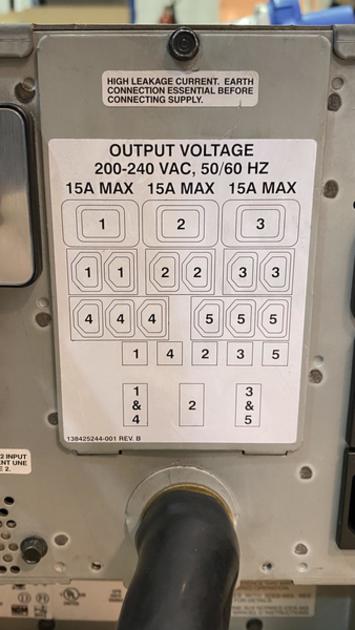 HIGH LEAKAGE CURRENT. EARTH
CONNECTION ESSENTIAL BEFORE
CONNECTING SUPPLY.
OUTPUT VOLTAGE
200-240 VAC, 50/60 HZ
15A MAX 15A MAX 15A MAX
1 2 3
1 1 2 2 3 3
4 4 4 5 5 5
1 4 2 3 5
1 & 4 2 3 & 5
138425244-001 REV. B
2 INPUT
ENT UNE
E 2.